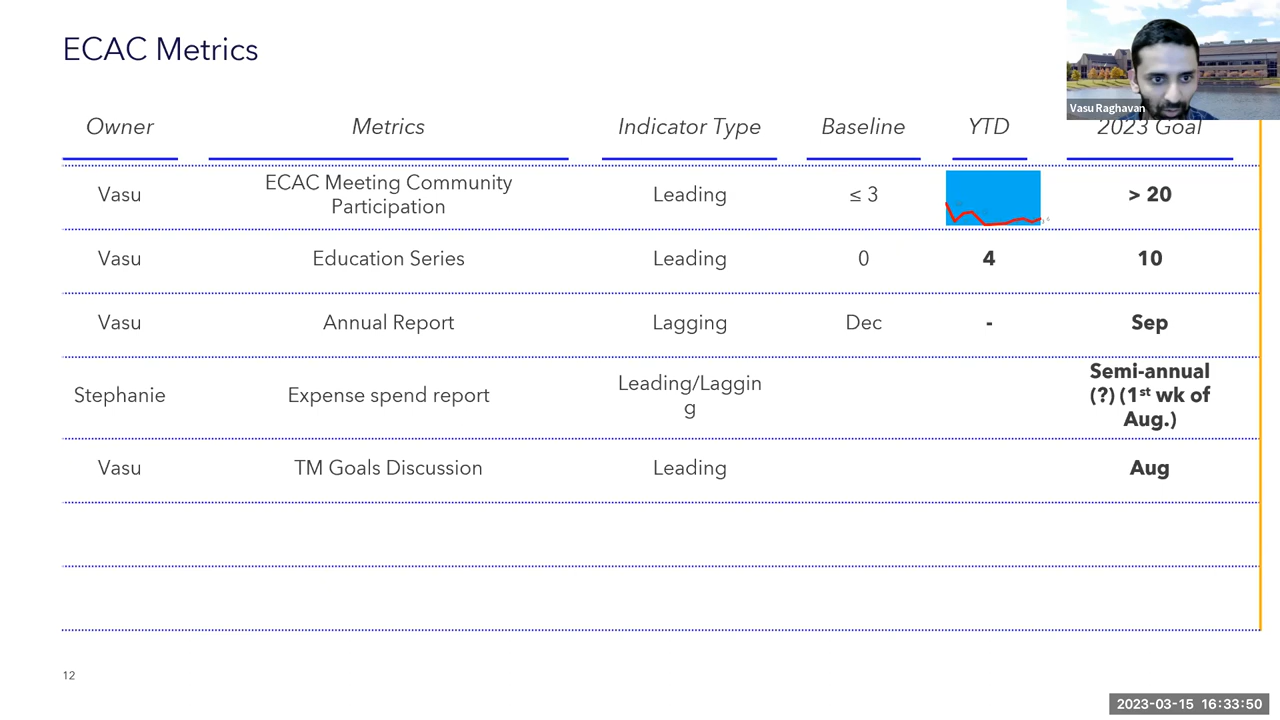 ECAC Metrics
Vasu Raghavan
Owner Metrics Indicator Type Baseline YTD 2023 Goal
Vasu ECAC Meeting Community Participation Leading ≤ 3 > 20
Vasu Education Series Leading 0 4 10
Vasu Annual Report Lagging Dec - Sep
Stephanie Expense spend report Leading/Laggin
g
Semi-annual
(?) (1st wk of
Aug.)
Vasu TM Goals Discussion Leading Aug
12
2023-03-15 16:33:50